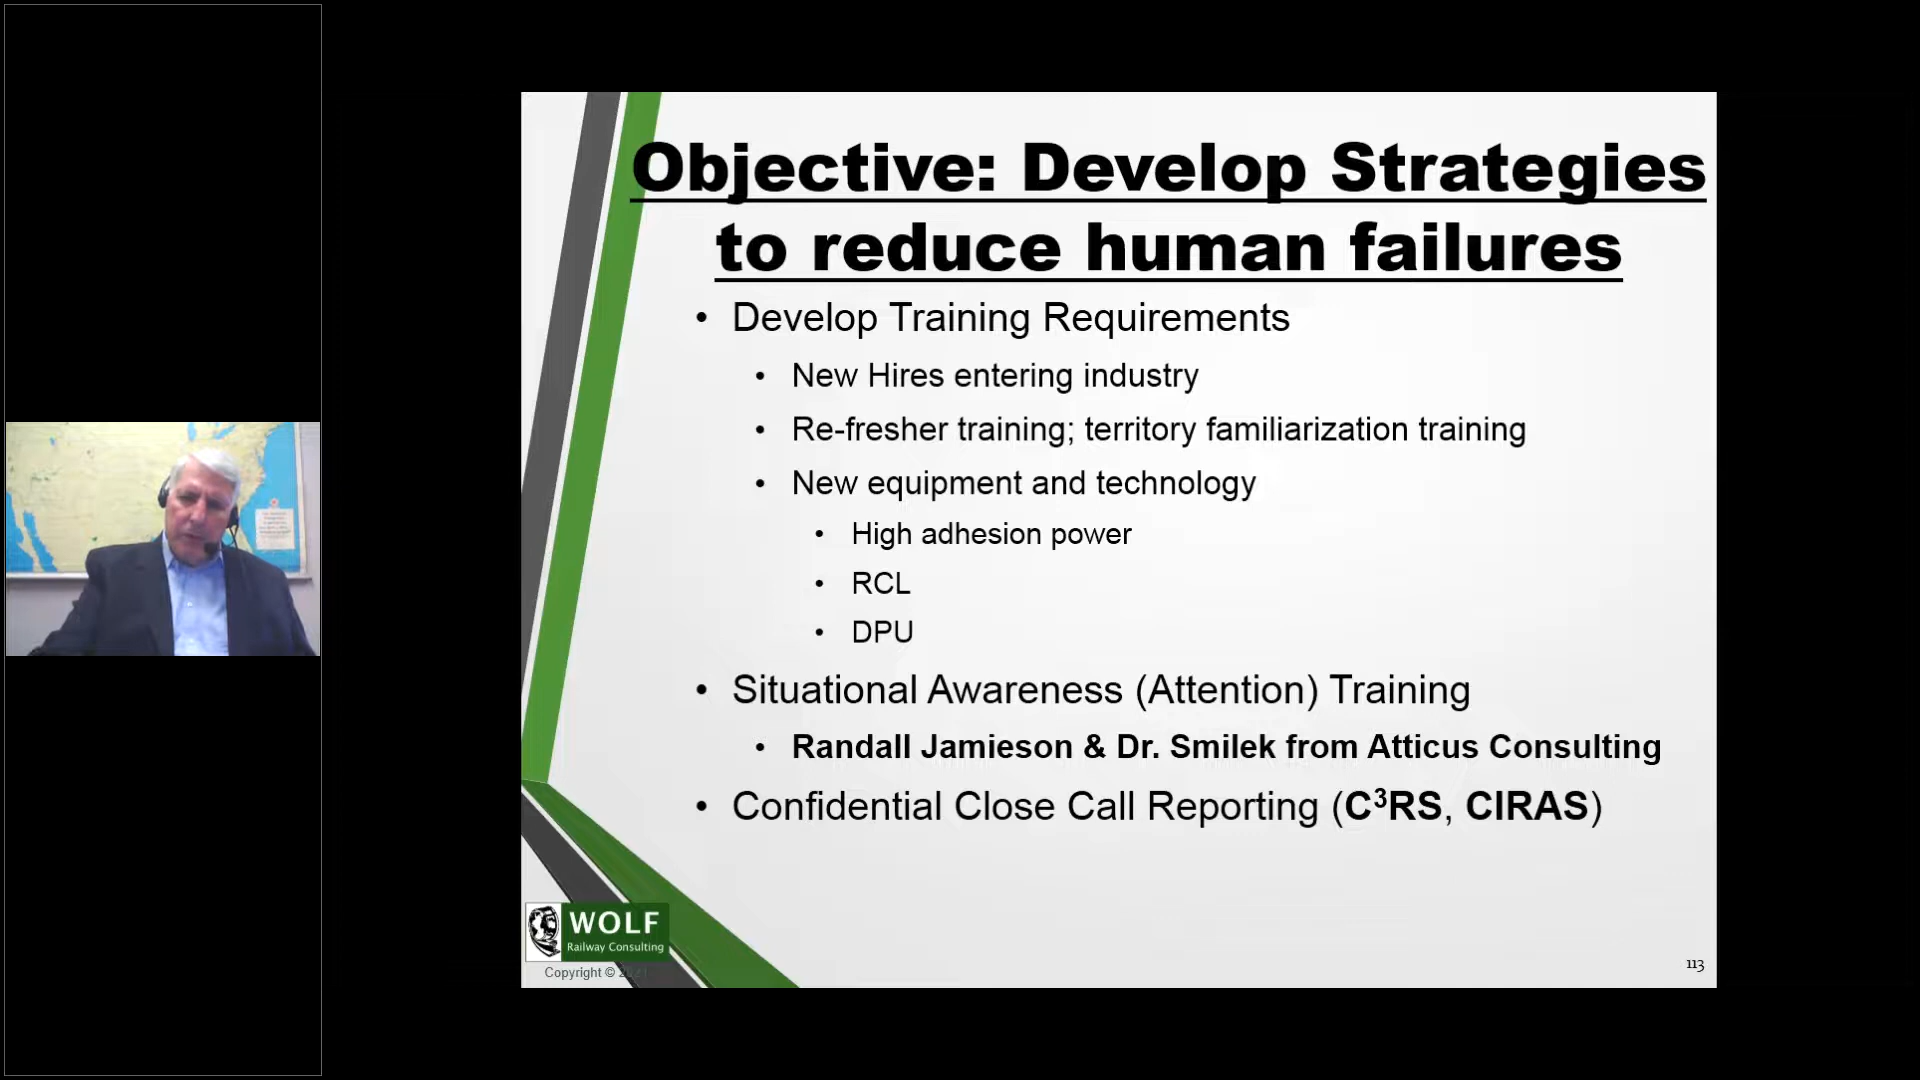 Objective: Develop Strategies
to reduce human failures
• Develop Training Requirements
• New Hires entering industry
• Re-fresher training; territory familiarization training
• New equipment and technology
• High adhesion power
• RCL
• DPU
• Situational Awareness (Attention) Training
• Randall Jamieson & Dr. Smilek from Atticus Consulting
• Confidential Close Call Reporting (C³RS, CIRAS)
WOLF
Railway Consulting
Copyright ©
113